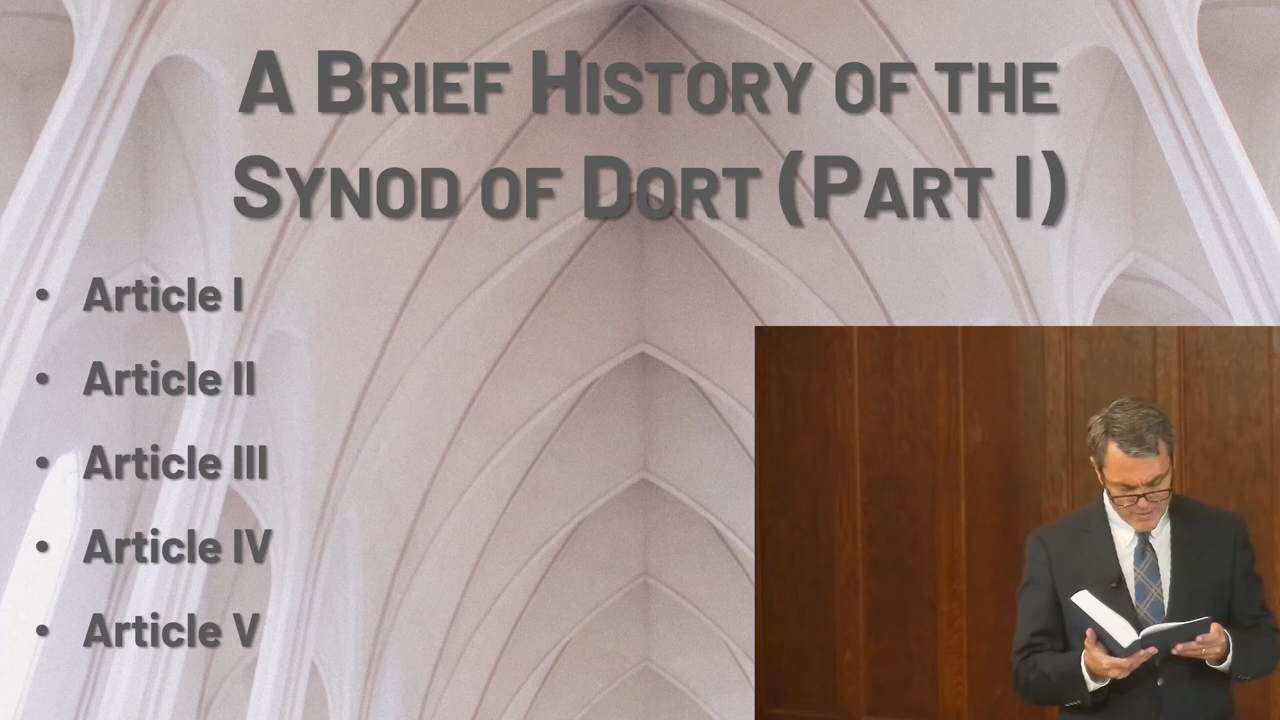 A Brief History of the
Synod of Dort (Part I)
• Article I
• Article II
• Article III
• Article IV
• Article V